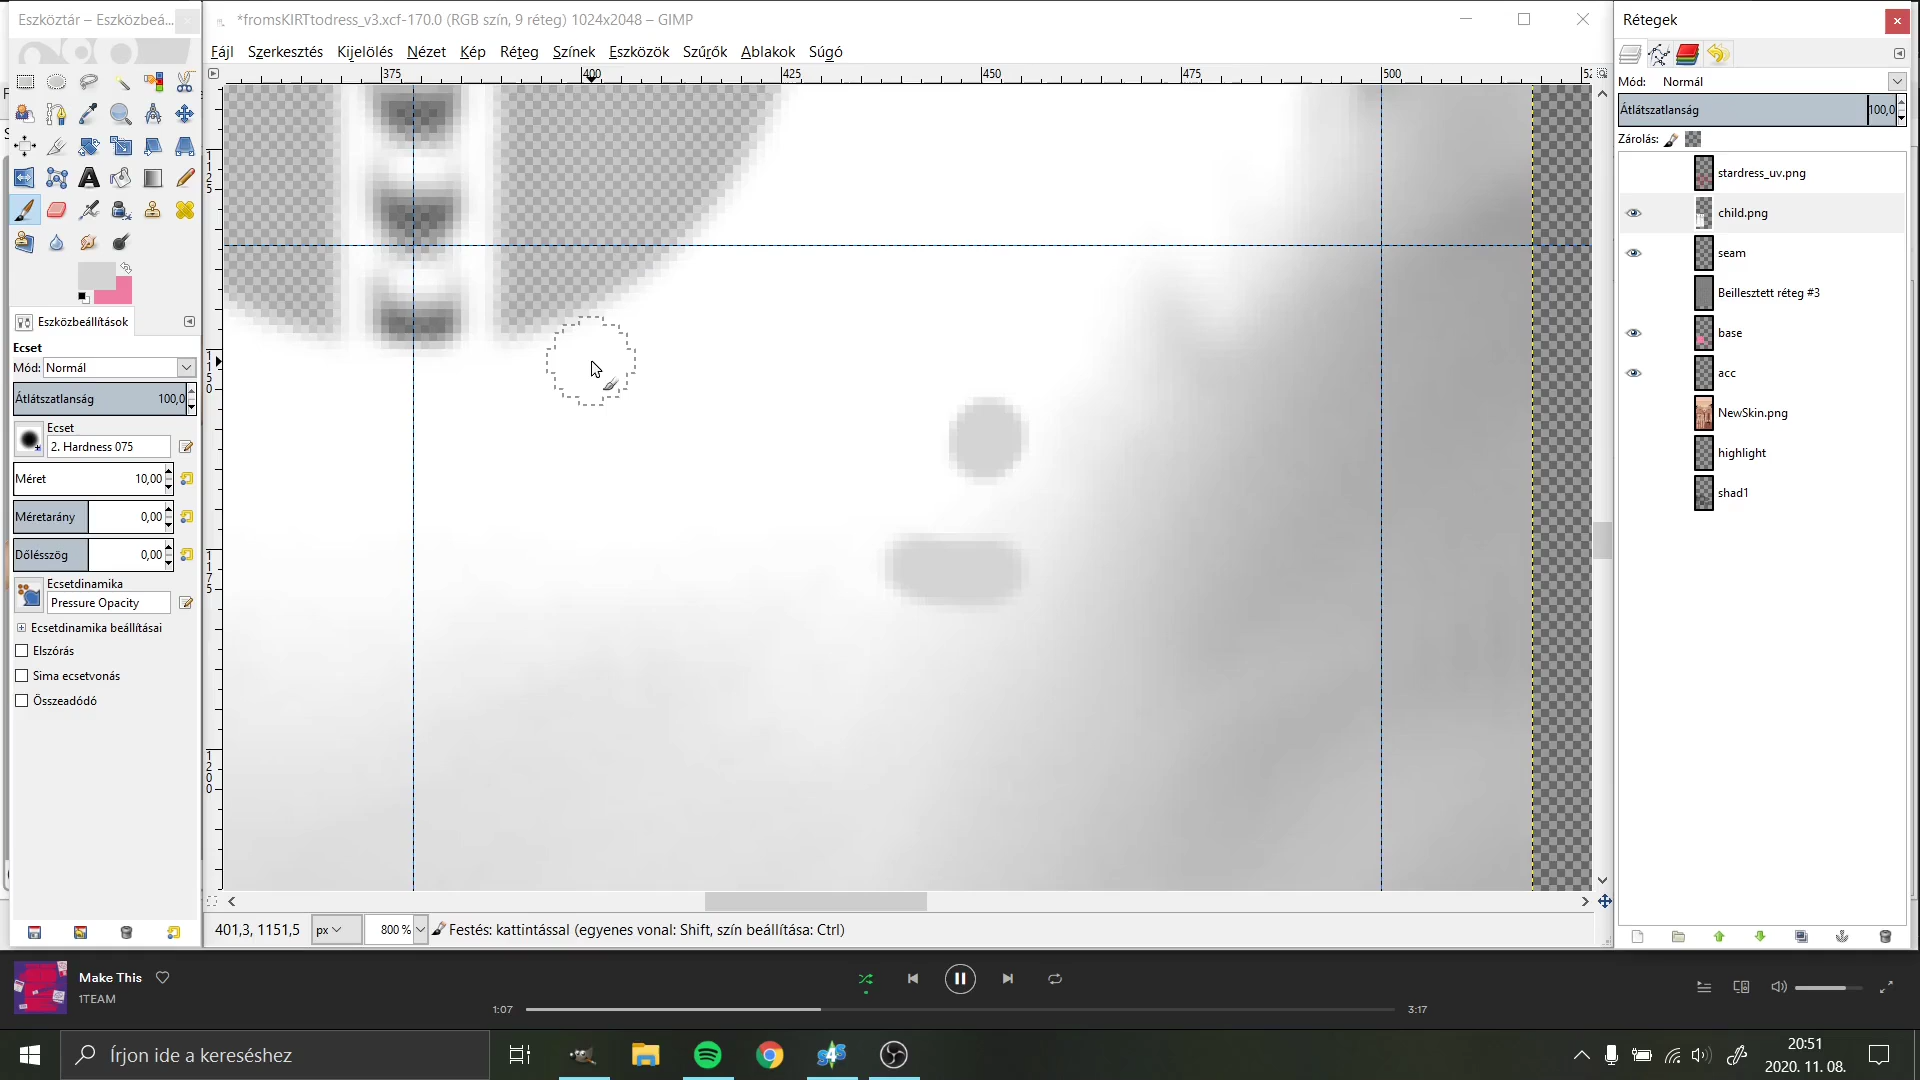 Eszköztár – Eszközbeá...
*fromsKIRTtodress_v3.xcf-170.0 (RGB szín, 9 réteg) 1024x2048 – GIMP
Rétegek
Fájl Szerkesztés Kijelölés Nézet Kép Réteg Színek Eszközök Szűrők Ablakok Súgó
375 400 425 450 475 500
Mód: Normál
Átlátszatlanság 100,0
Zárolás:
stardress_uv.png
child.png
seam
Beillesztett réteg #3
base
acc
NewSkin.png
highlight
shad1
1125
1150
1175
1200
Eszközbeállítások
Ecset
Mód: Normál
Átlátszatlanság 100,0
Ecset
2. Hardness 075
Méret 10,00
Méretarány 0,00
Dőlésszög 0,00
Ecsetdinamika
Pressure Opacity
Ecsetdinamika beállításai
Elszórás
Sima ecsetvonás
Összeadódó
401,3, 1151,5 px 800 % Festés: kattintással (egyenes vonal: Shift, szín beállítása: Ctrl)
Make This
1TEAM
1:07 3:17
Írjon ide a kereséshez
20:51
2020. 11. 08.